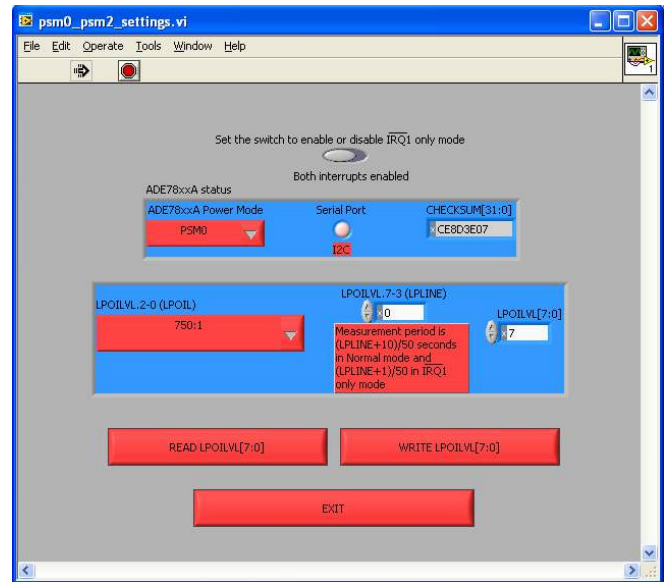 psm0_psm2_settings.vi
File Edit Operate Tools Window Help
1
Set the switch to enable or disable IRQ1 only mode
Both interrupts enabled
ADE78xxA status
ADE78xxA Power Mode
PSM0
Serial Port
I2C
CHECKSUM[31:0]
x CE8D3E07
LPOILVL.2-0 (LPOIL)
750:1
LPOILVL.7-3 (LPLINE)
x 0
Measurement period is
(LPLINE+10)/50 seconds
in Normal mode and
(LPLINE+1)/50 in IRQ1
only mode
LPOILVL[7:0]
x 7
READ LPOILVL[7:0]
WRITE LPOILVL[7:0]
EXIT